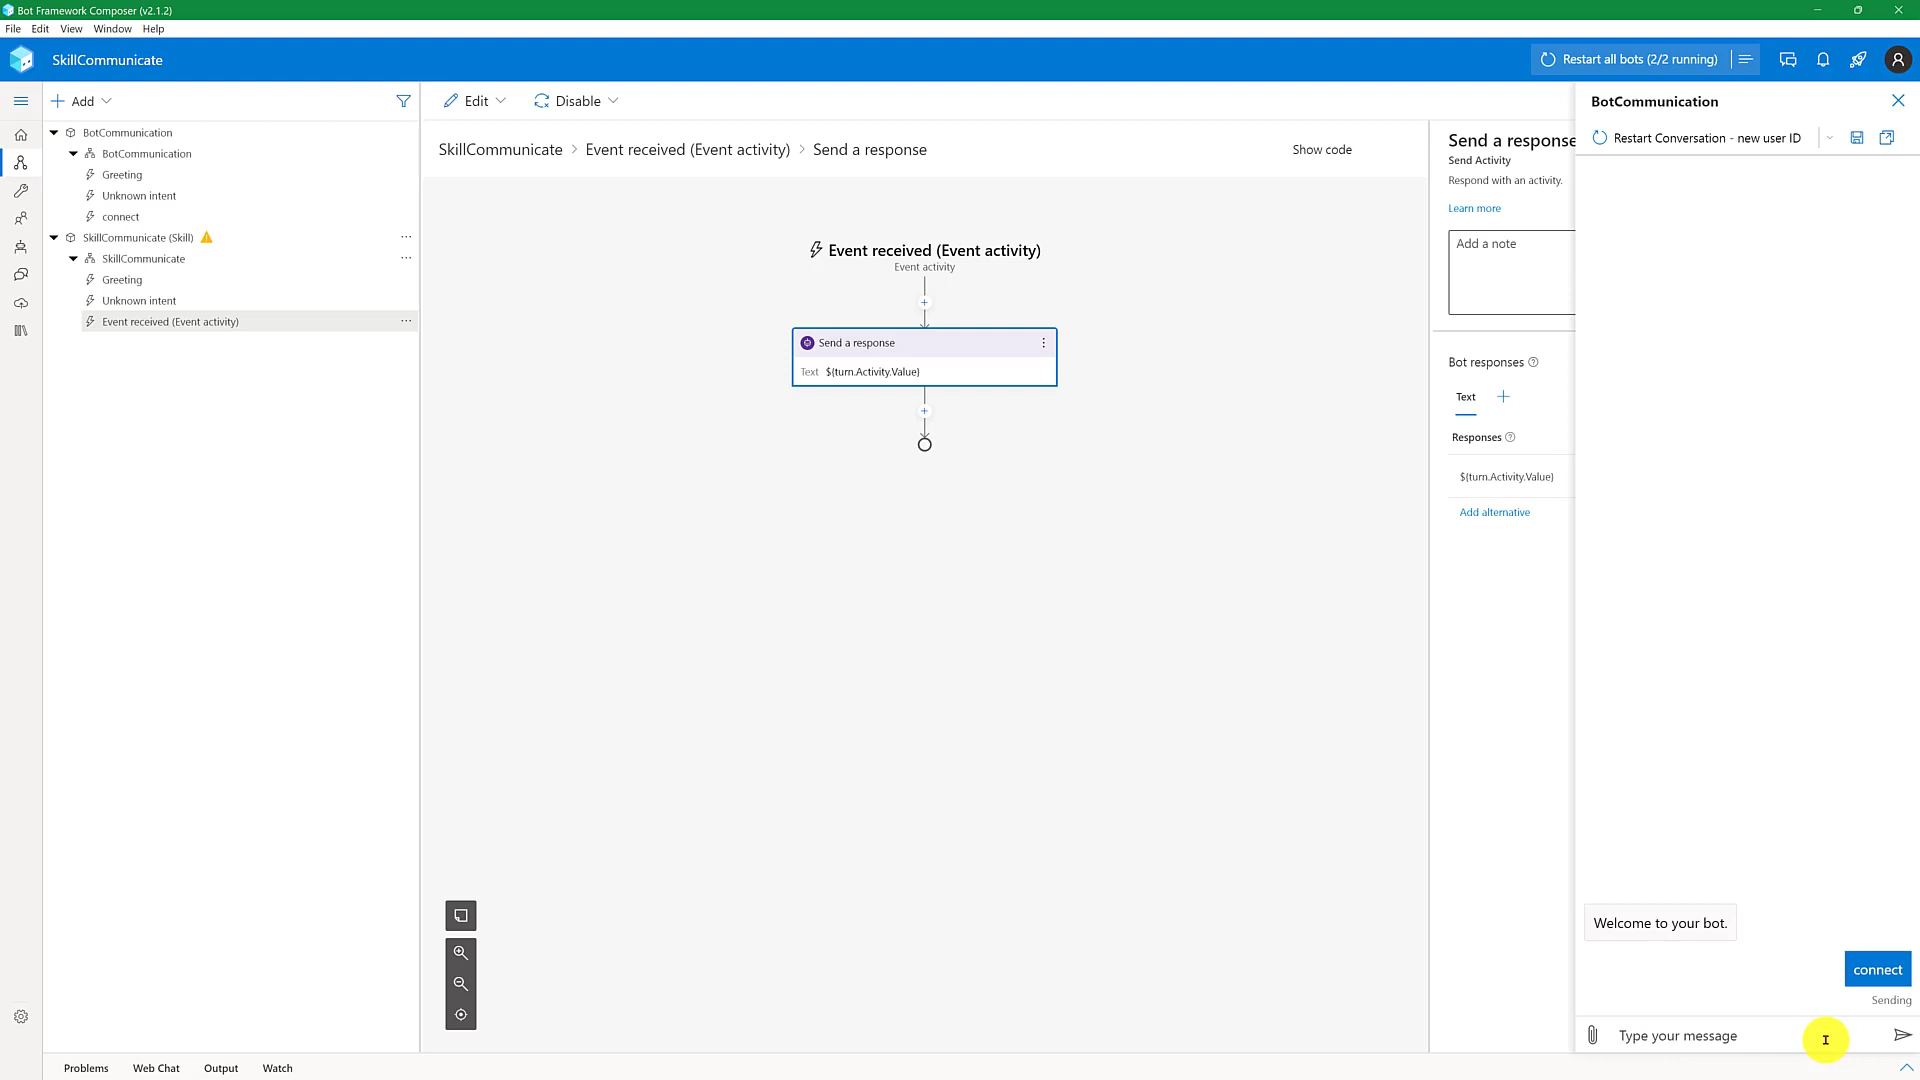 Bot Framework Composer (v2.1.2)
File Edit View Window Help
SkillCommunicate
Restart all bots (2/2 running)
Add
Edit
Disable
BotCommunication
BotCommunication
Greeting
Unknown intent
connect
SkillCommunicate (Skill)
SkillCommunicate
Greeting
Unknown intent
Event received (Event activity)
SkillCommunicate > Event received (Event activity) > Send a response
Show code
Event received (Event activity)
Event activity
Send a response
Text ${turn.Activity.Value}
Send a response
Send Activity
Respond with an activity.
Learn more
Add a note
Bot responses
Text
Responses
${turn.Activity.Value}
Add alternative
BotCommunication
Restart Conversation - new user ID
Welcome to your bot.
connect
Sending
Type your message
Problems Web Chat Output Watch